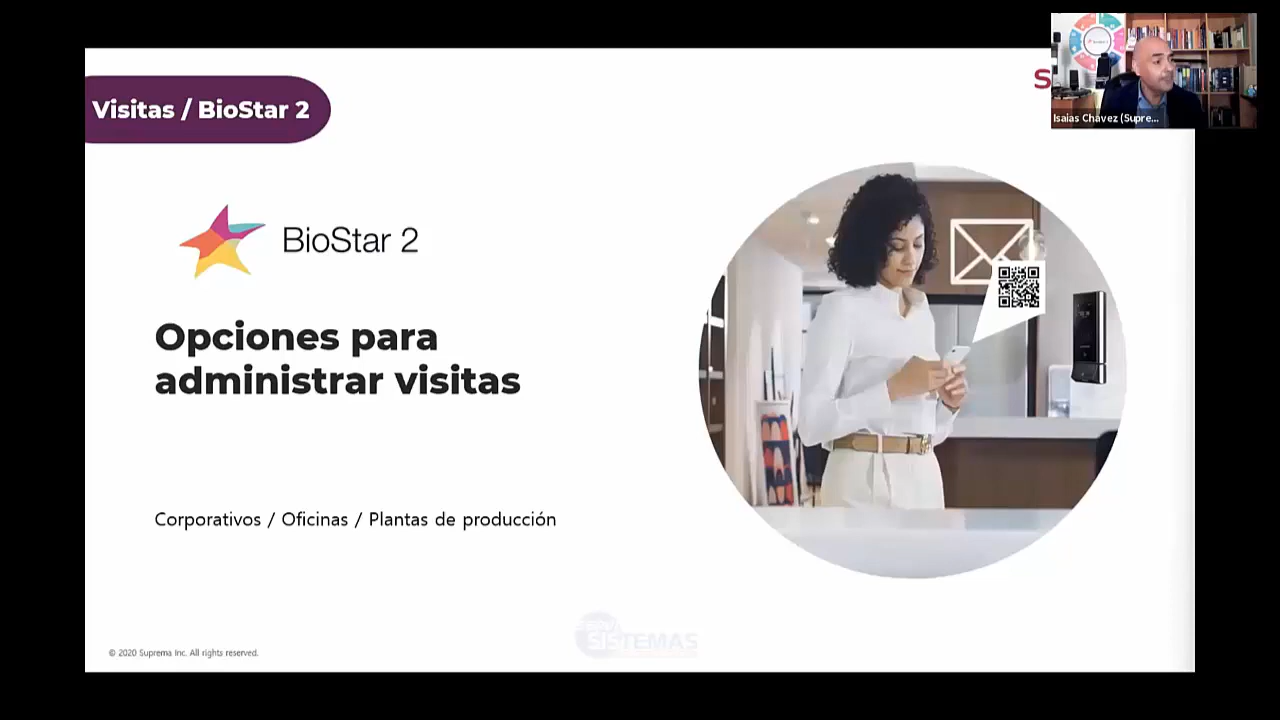 Visitas / BioStar 2
S
Isaias Chavez (Supre...
BioStar 2
Opciones para
administrar visitas
Corporativos / Oficinas / Plantas de producción
SISTEMAS
© 2020 Suprema Inc. All rights reserved.